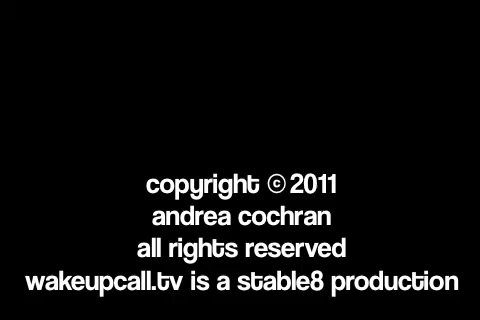 copyright © 2011
andrea cochran
all rights reserved
wakeupcall.tv is a stable8 production